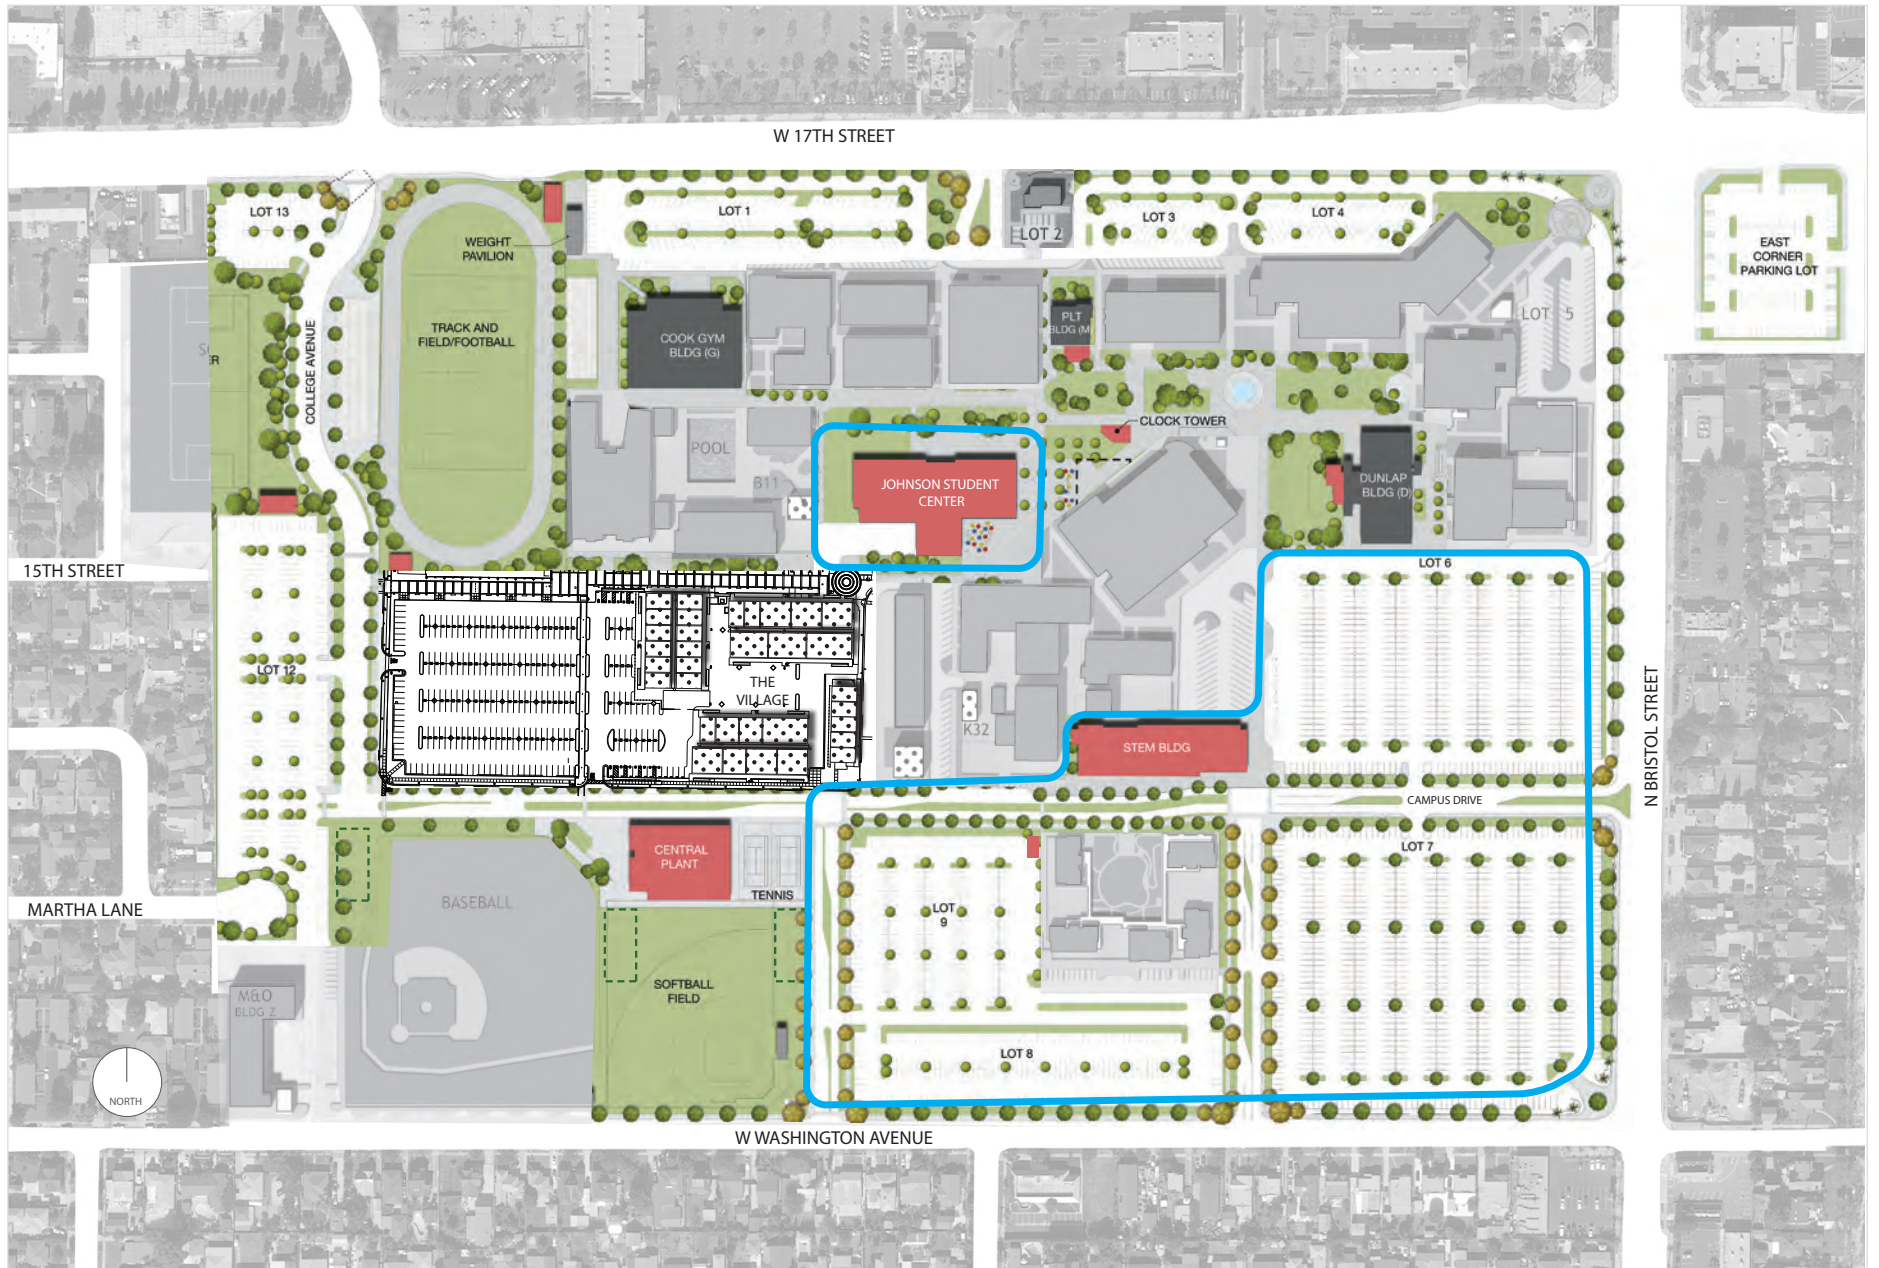 W 17TH STREET
LOT 13
LOT 1
LOT 2
LOT 3
LOT 4
WEIGHT
PAVILION
EAST
CORNER
PARKING LOT
COLLEGE AVENUE
TRACK AND
FIELD/FOOTBALL
COOK GYM
BLDG (G)
PLT
BLDG (M
LOT 5
ER
CLOCK TOWER
POOL
B11
JOHNSON STUDENT
CENTER
DUNLAP
BLDG (D)
15TH STREET
LOT 6
LOT 12
THE
VILLAGE
K32
STEM BLDG
N BRISTOL STREET
CAMPUS DRIVE
CENTRAL
PLANT
TENNIS
LOT 7
BASEBALL
MARTHA LANE
LOT
9
SOFTBALL
FIELD
M&O
BLDG Z
LOT 8
NORTH
W WASHINGTON AVENUE